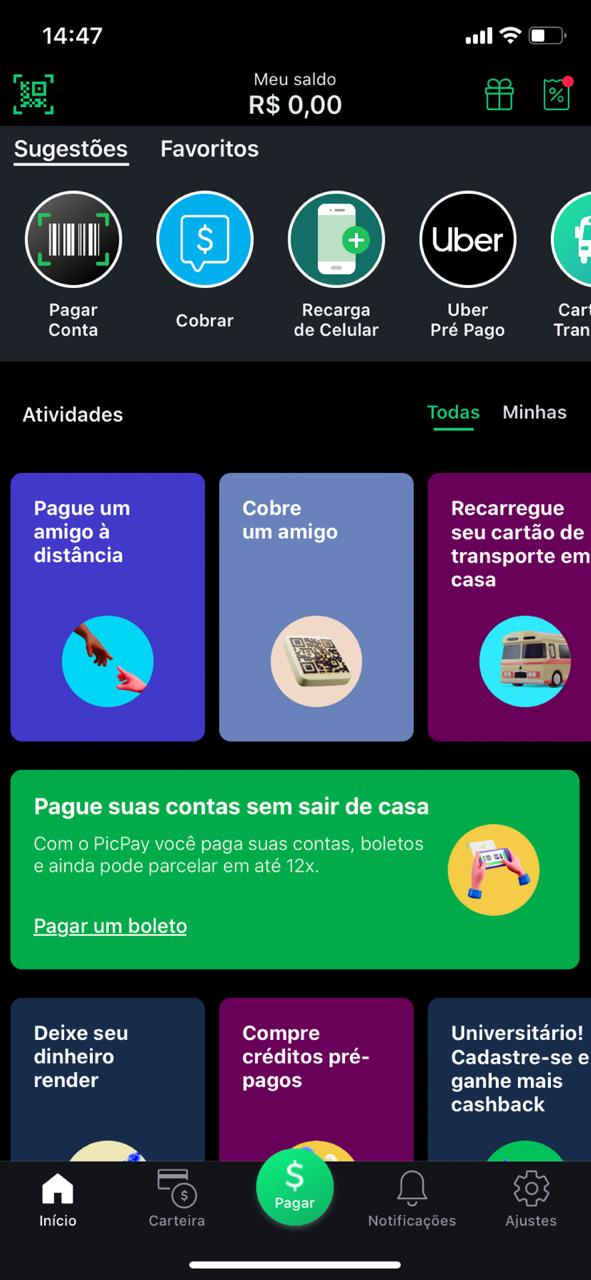 14:47
Meu saldo
R$ 0,00
%
Sugestões
Favoritos
$
Uber
Pagar
Conta
Cobrar
Recarga
de Celular
Uber
Pré Pago
Atividades
Todas
Minhas
Pague um
amigo à
distância
Cobre
um amigo
Recarregue
seu cartão de
transporte em
casa
Pague suas contas sem sair de casa
Com o PicPay você paga suas contas, boletos
e ainda pode parcelar em até 12x.
Pagar um boleto
Deixe seu
dinheiro
render
Compre
créditos pré-
pagos
Universitário!
Cadastre-se e
ganhe mais
cashback
$
$
Início
Carteira
Pagar
Notificações
Ajustes